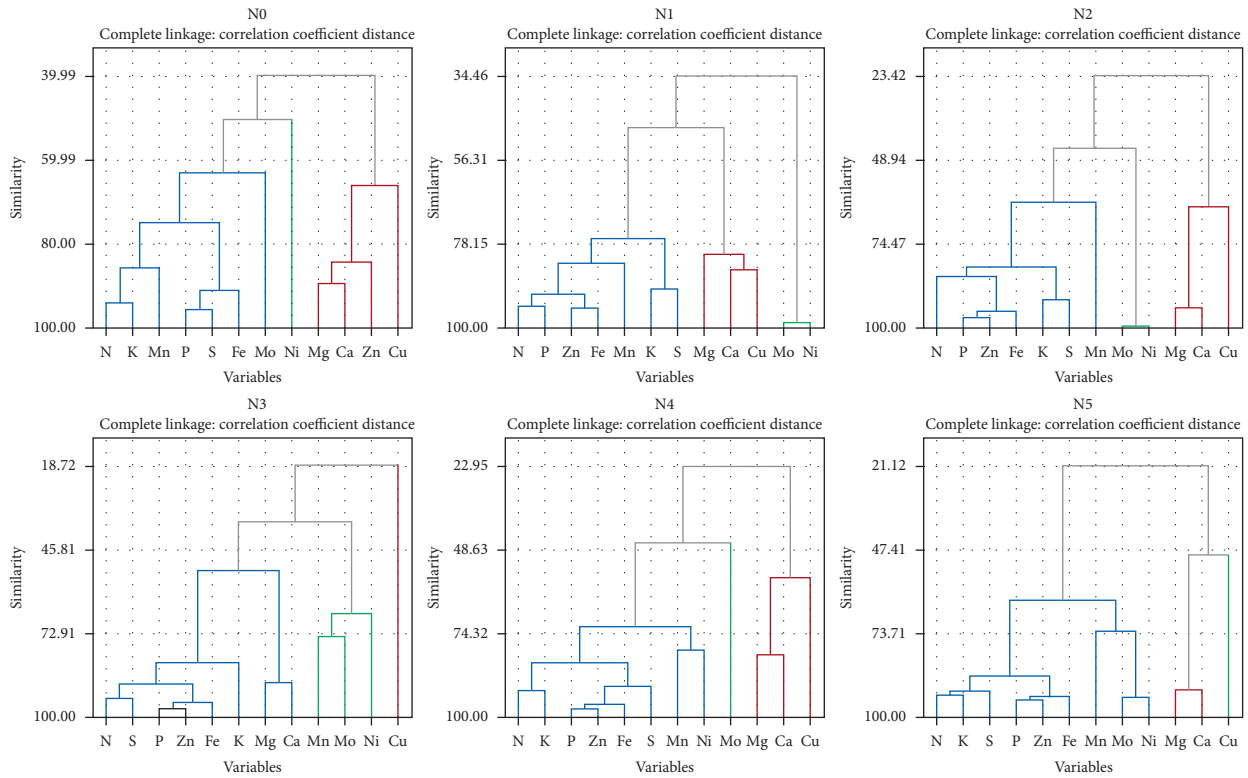 N0
Complete linkage: correlation coefficient distance
39.99
59.99
80.00
100.00
Similarity
N K Mn P S Fe Mo Ni Mg Ca Zn Cu
Variables
N1
Complete linkage: correlation coefficient distance
34.46
56.31
78.15
100.00
Similarity
N P Zn Fe Mn K S Mg Ca Cu Mo Ni
Variables
N2
Complete linkage: correlation coefficient distance
23.42
48.94
74.47
100.00
Similarity
N P Zn Fe K S Mn Mo Ni Mg Ca Cu
Variables
N3
Complete linkage: correlation coefficient distance
18.72
45.81
72.91
100.00
Similarity
N S P Zn Fe K Mg Ca Mn Mo Ni Cu
Variables
N4
Complete linkage: correlation coefficient distance
22.95
48.63
74.32
100.00
Similarity
N K P Zn Fe S Mn Ni Mo Mg Ca Cu
Variables
N5
Complete linkage: correlation coefficient distance
21.12
47.41
73.71
100.00
Similarity
N K S P Zn Fe Mn Mo Ni Mg Ca Cu
Variables